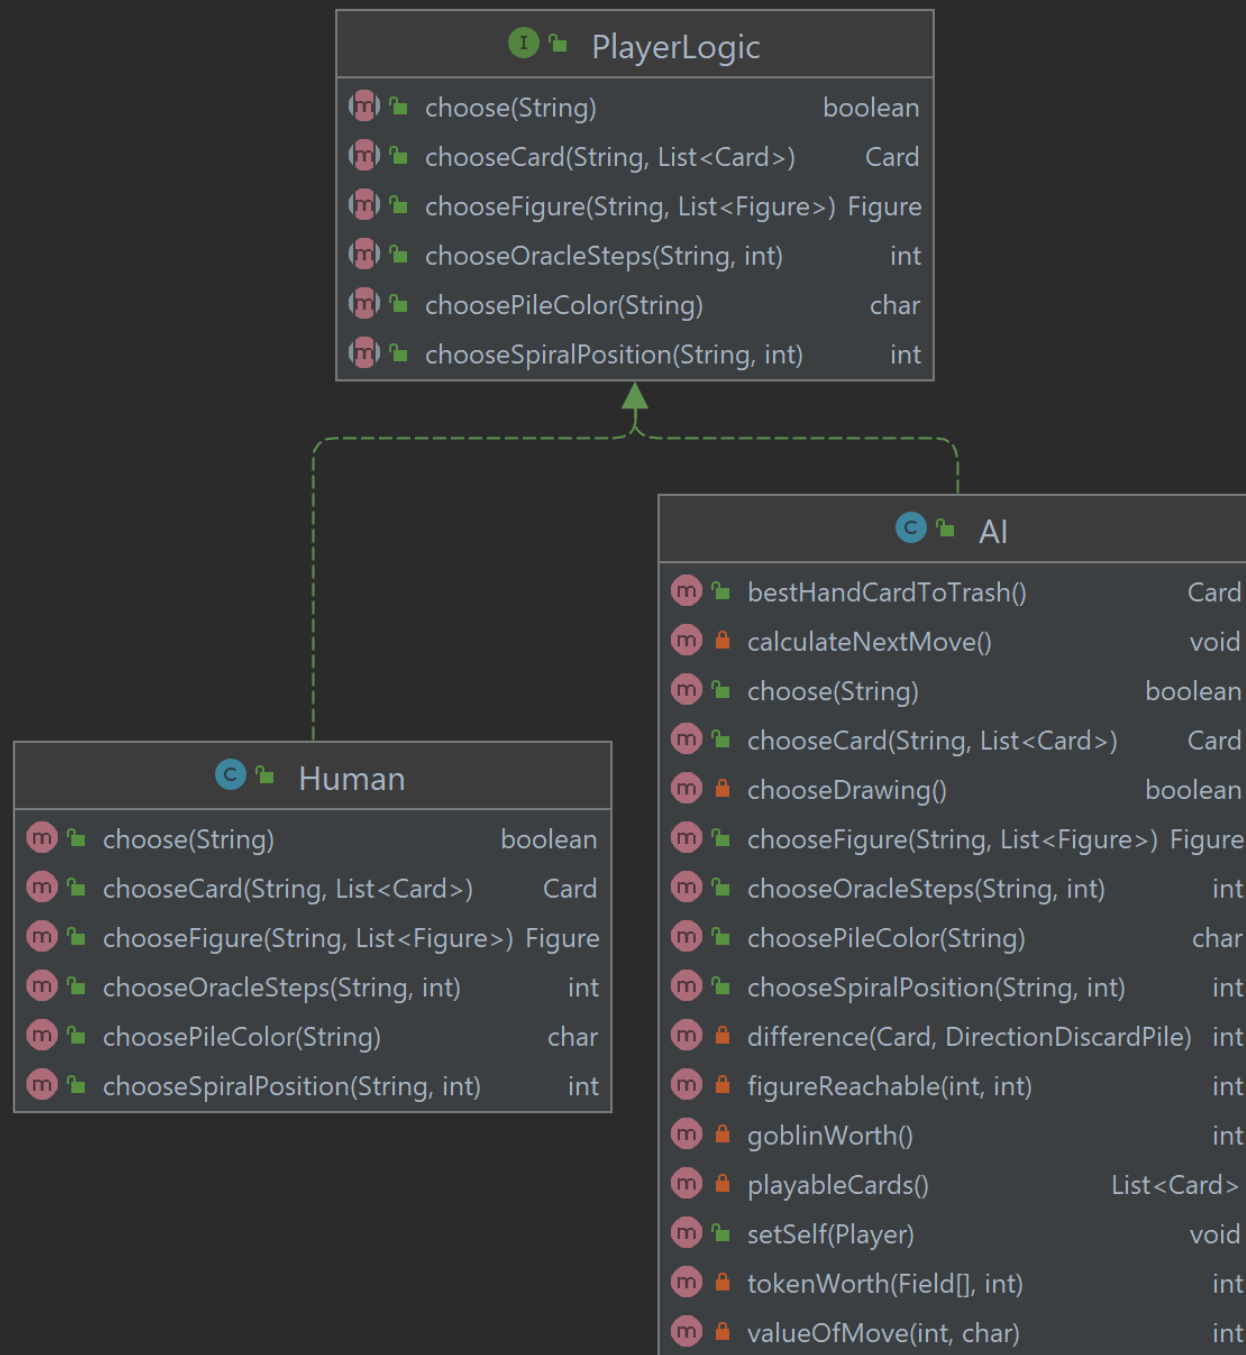 I PlayerLogic
m choose(String) boolean
m chooseCard(String, List<Card>) Card
m chooseFigure(String, List<Figure>) Figure
m chooseOracleSteps(String, int) int
m choosePileColor(String) char
m chooseSpiralPosition(String, int) int
C Human
m choose(String) boolean
m chooseCard(String, List<Card>) Card
m chooseFigure(String, List<Figure>) Figure
m chooseOracleSteps(String, int) int
m choosePileColor(String) char
m chooseSpiralPosition(String, int) int
C AI
m bestHandCardToTrash() Card
m calculateNextMove() void
m choose(String) boolean
m chooseCard(String, List<Card>) Card
m chooseDrawing() boolean
m chooseFigure(String, List<Figure>) Figure
m chooseOracleSteps(String, int) int
m choosePileColor(String) char
m chooseSpiralPosition(String, int) int
m difference(Card, DirectionDiscardPile) int
m figureReachable(int, int) int
m goblinWorth() int
m playableCards() List<Card>
m setSelf(Player) void
m tokenWorth(Field[], int) int
m valueOfMove(int, char) int